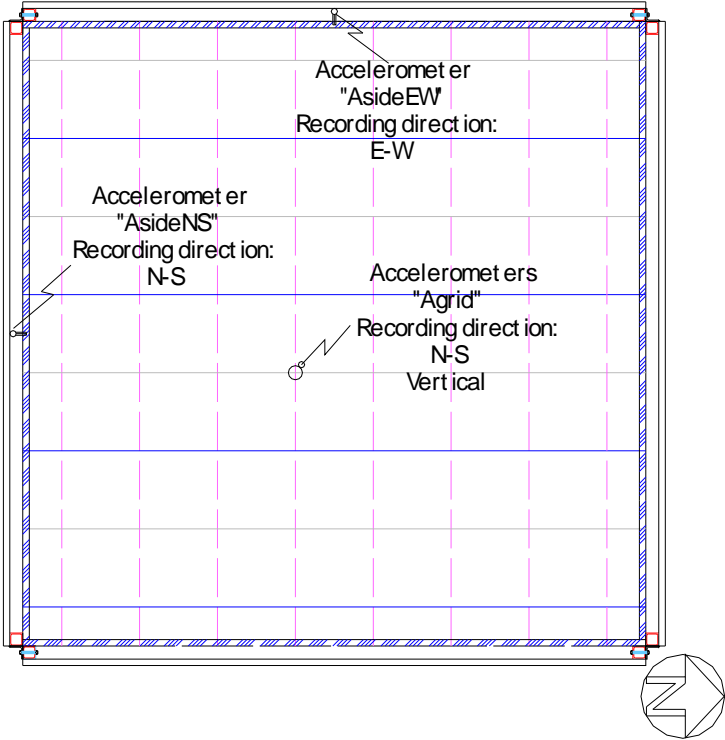 Accelerometer
"AsideEW"
Recording direction:
E-W
Accelerometer
"AsideNS"
Recording direction:
N-S
Accelerometers
"Agrid"
Recording direction:
N-S
Vertical
N